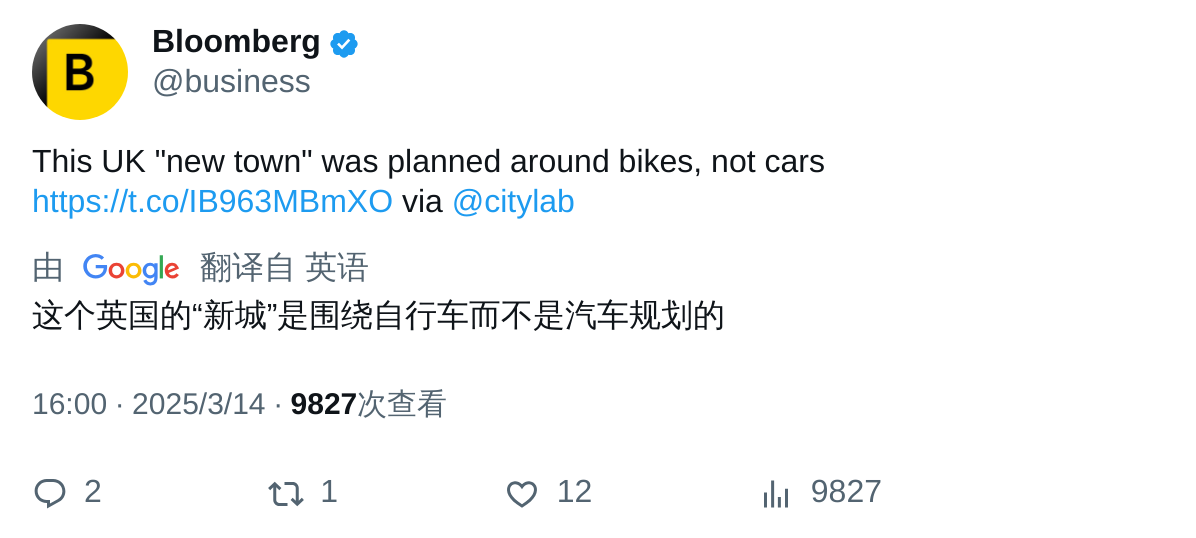 B
Bloomberg
@business
This UK "new town" was planned around bikes, not cars
https://t.co/IB963MBmXO via @citylab
由 Google 翻译自 英语
这个英国的“新城”是围绕自行车而不是汽车规划的
16:00 · 2025/3/14 · 9827次查看
2 1 12 9827